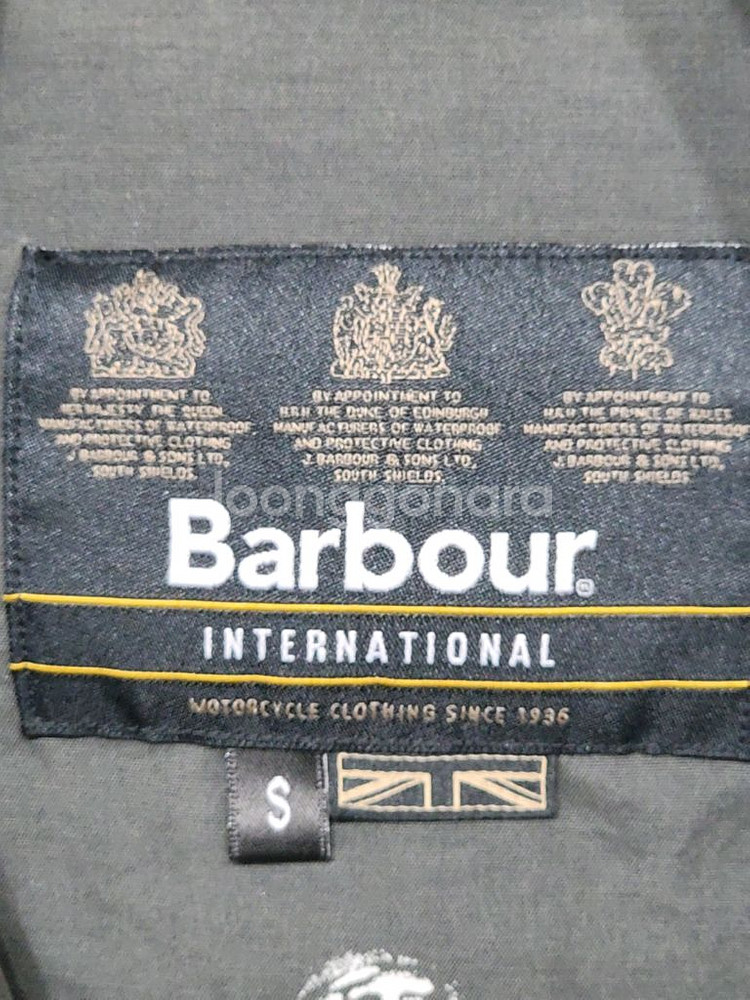 BY APPOINTMENT TO
HER MAJESTY THE QUEEN
MANUFACTURERS OF WATERPROOF
AND PROTECTIVE CLOTHING
J. BARBOUR & SONS LTD.,
SOUTH SHIELDS.
BY APPOINTMENT TO
H.R.H THE DUKE OF EDINBURGH
MANUFACTURERS OF WATERPROOF
AND PROTECTIVE CLOTHING
J. BARBOUR & SONS LTD.,
SOUTH SHIELDS.
BY APPOINTMENT TO
H.R.H THE PRINCE OF WALES
MANUFACTURERS OF WATERPROOF
AND PROTECTIVE CLOTHING
J. BARBOUR & SONS LTD.,
SOUTH SHIELDS.
loonagonara
Barbour®
INTERNATIONAL
MOTORCYCLE CLOTHING SINCE 1936
S